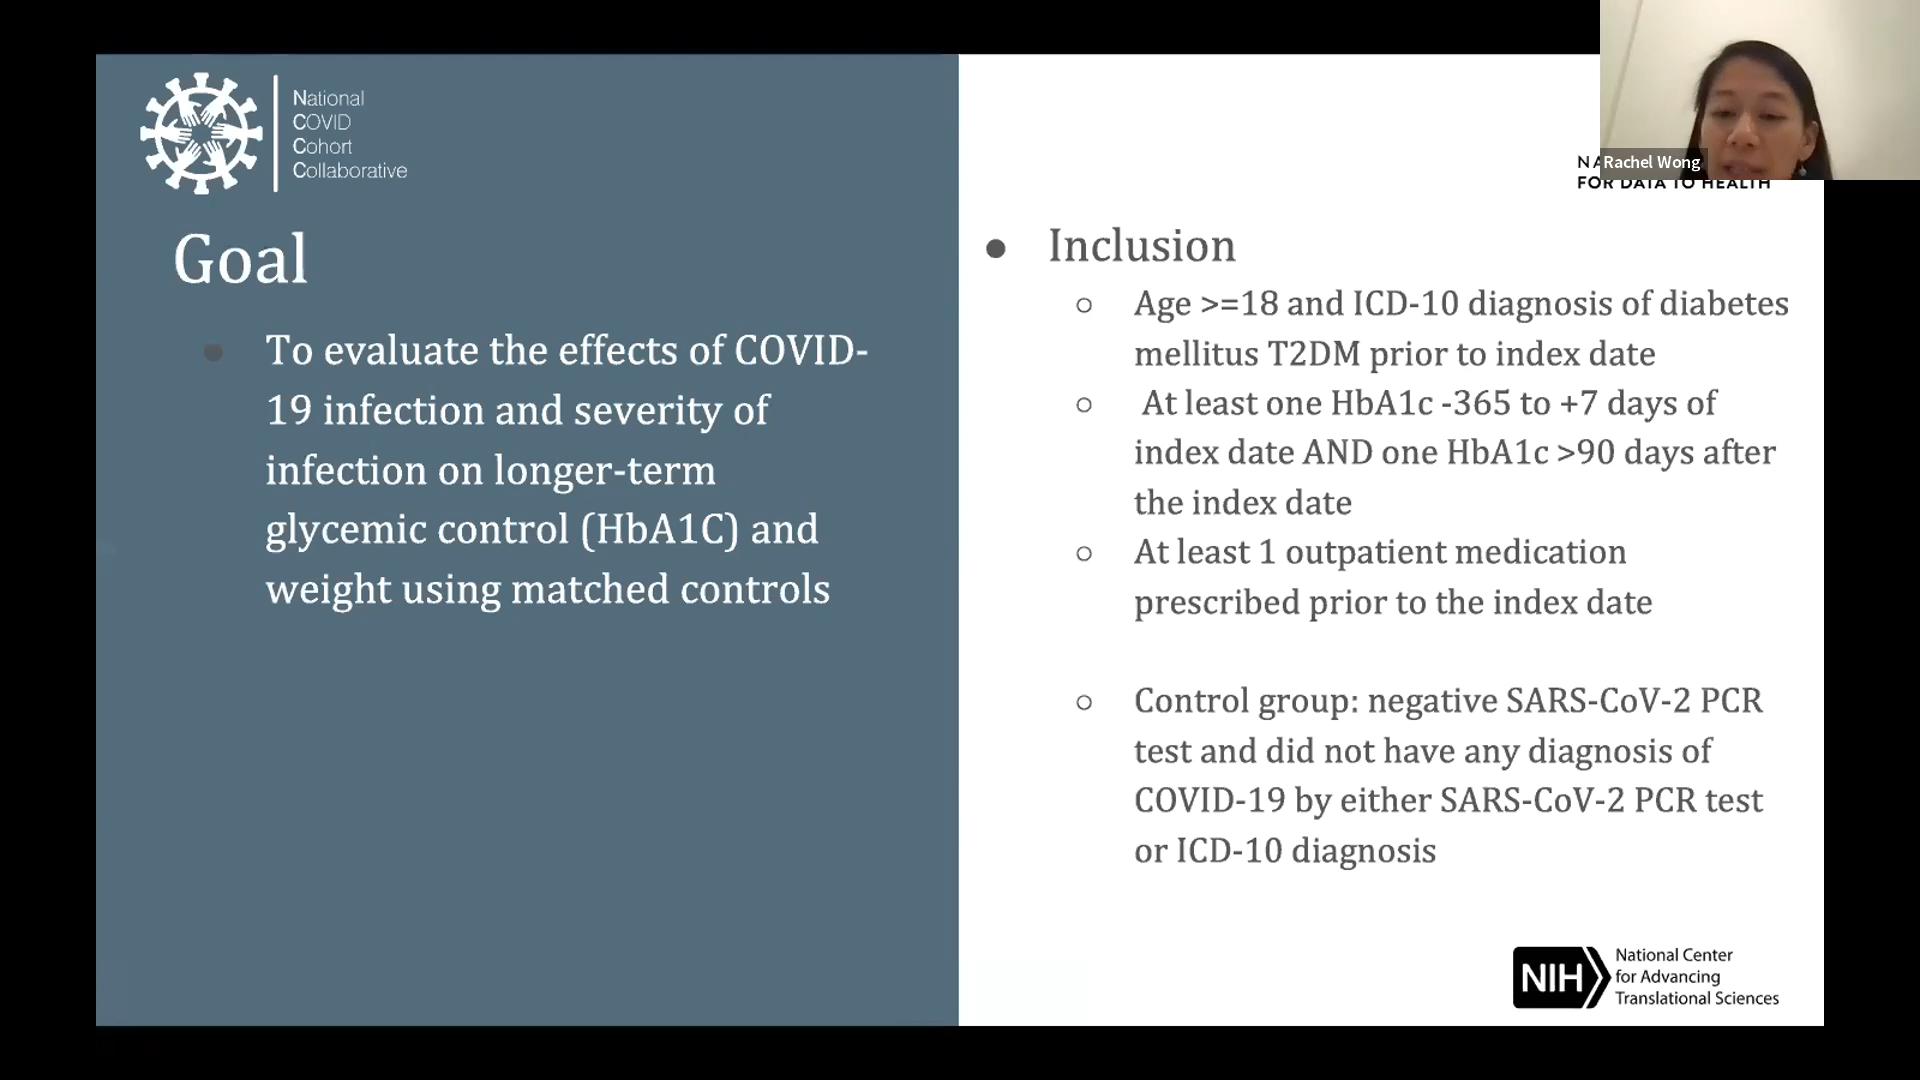 National
COVID
Cohort
Collaborative
Goal
To evaluate the effects of COVID-
19 infection and severity of
infection on longer-term
glycemic control (HbA1C) and
weight using matched controls
Rachel Wong
FOR DATA TO HEALTH
● Inclusion
○ Age >=18 and ICD-10 diagnosis of diabetes
mellitus T2DM prior to index date
○ At least one HbA1c -365 to +7 days of
index date AND one HbA1c >90 days after
the index date
○ At least 1 outpatient medication
prescribed prior to the index date
○ Control group: negative SARS-CoV-2 PCR
test and did not have any diagnosis of
COVID-19 by either SARS-CoV-2 PCR test
or ICD-10 diagnosis
NIH
National Center
for Advancing
Translational Sciences